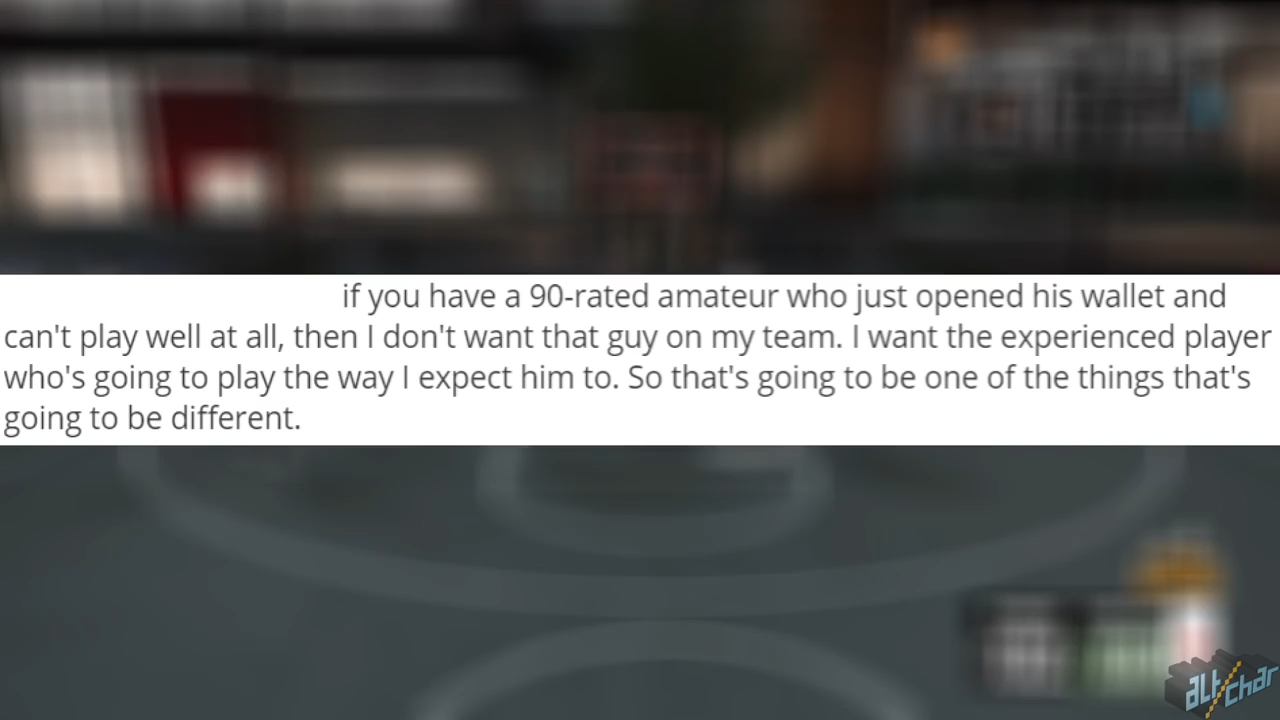 if you have a 90-rated amateur who just opened his wallet and
can't play well at all, then I don't want that guy on my team. I want the experienced player
who's going to play the way I expect him to. So that's going to be one of the things that's
going to be different.
alt/char